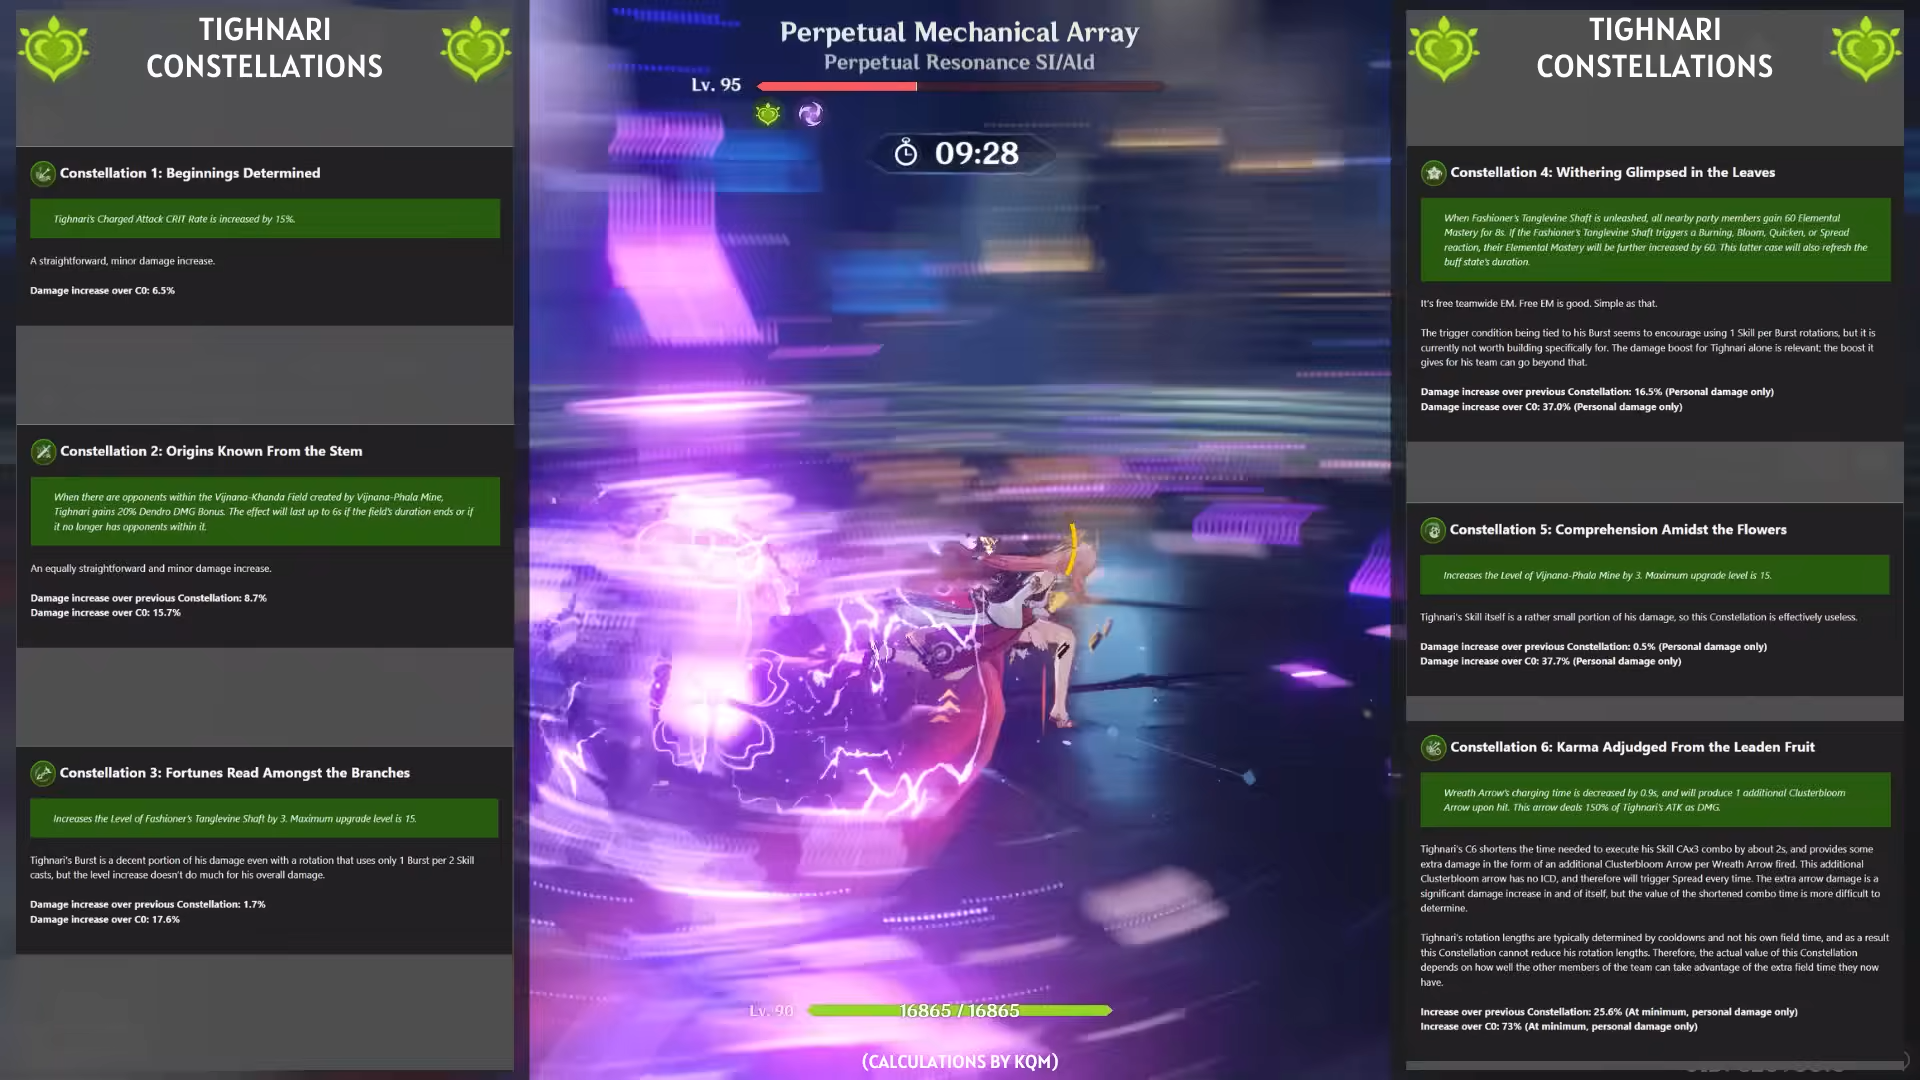 TIGHNARI
CONSTELLATIONS
Constellation 1: Beginnings Determined
Tighnari's Charged Attack CRIT Rate is increased by 15%.
A straightforward, minor damage increase.
Damage increase over C0: 6.5%
Constellation 2: Origins Known From the Stem
When there are opponents within the Vijnana-Khanda Field created by Vijnana-Phala Mine,
Tighnari gains 20% Dendro DMG Bonus. The effect will last up to 6s if the field's duration ends or if
it no longer has opponents within it.
An equally straightforward and minor damage increase.
Damage increase over previous Constellation: 8.7%
Damage increase over C0: 15.7%
Constellation 3: Fortunes Read Amongst the Branches
Increases the Level of Fashioner's Tanglevine Shaft by 3. Maximum upgrade level is 15.
Tighnari's Burst is a decent portion of his damage even with a rotation that uses only 1 Burst per 2 Skill
casts, but the level increase doesn't do much for his overall damage.
Damage increase over previous Constellation: 1.7%
Damage increase over C0: 17.6%
Perpetual Mechanical Array
Perpetual Resonance SI/Ald
Lv. 95
09:28
Lv. 90
16865 / 16865
(CALCULATIONS BY KQM)
TIGHNARI
CONSTELLATIONS
Constellation 4: Withering Glimpsed in the Leaves
When Fashioner's Tanglevine Shaft is unleashed, all nearby party members gain 60 Elemental
Mastery for 8s. If the Fashioner's Tanglevine Shaft triggers a Burning, Bloom, Quicken, or Spread
reaction, their Elemental Mastery will be further increased by 60. This latter case will also refresh the
buff state's duration.
It's free teamwide EM. Free EM is good. Simple as that.
The trigger condition being tied to his Burst seems to encourage using 1 Skill per Burst rotations, but it is
currently not worth building specifically for. The damage boost for Tighnari alone is relevant; the boost it
gives for his team can go beyond that.
Damage increase over previous Constellation: 16.5% (Personal damage only)
Damage increase over C0: 37.0% (Personal damage only)
Constellation 5: Comprehension Amidst the Flowers
Increases the Level of Vijnana-Phala Mine by 3. Maximum upgrade level is 15.
Tighnari's Skill itself is a rather small portion of his damage, so this Constellation is effectively useless.
Damage increase over previous Constellation: 0.5% (Personal damage only)
Damage increase over C0: 37.7% (Personal damage only)
Constellation 6: Karma Adjudged From the Leaden Fruit
Wreath Arrow's charging time is decreased by 0.9s, and will produce 1 additional Clusterbloom
Arrow upon hit. This arrow deals 150% of Tighnari's ATK as DMG.
Tighnari's C6 shortens the time needed to execute his Skill CAx3 combo by about 2s, and provides some
extra damage in the form of an additional Clusterbloom Arrow per Wreath Arrow fired. This additional
Clusterbloom arrow has no ICD, and therefore will trigger Spread every time. The extra arrow damage is a
significant damage increase in and of itself, but the value of the shortened combo time is more difficult to
determine.
Tighnari's rotation lengths are typically determined by cooldowns and not his own field time, and as a result
this Constellation cannot reduce his rotation lengths. Therefore, the actual value of this Constellation
depends on how well the other members of the team can take advantage of the extra field time they now
have.
Increase over previous Constellation: 25.6% (At minimum, personal damage only)
Increase over C0: 73% (At minimum, personal damage only)